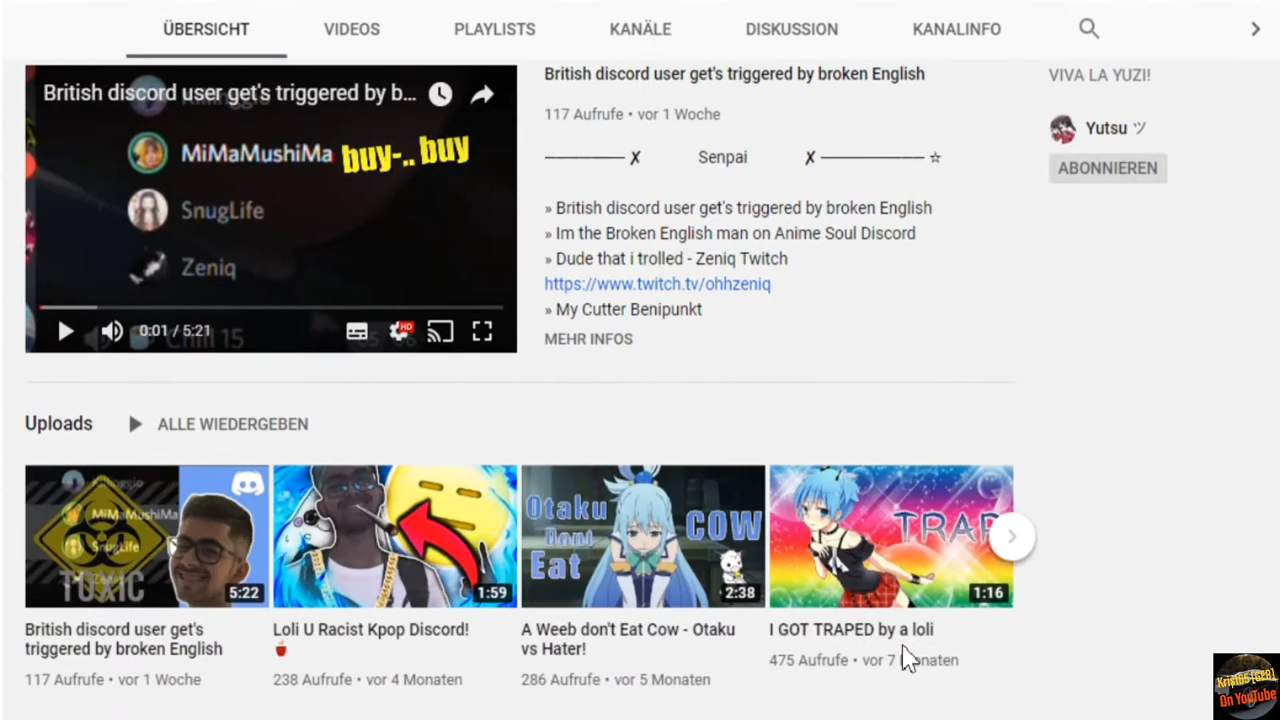 ÜBERSICHT VIDEOS PLAYLISTS KANÄLE DISKUSSION KANALINFO
British discord user get's triggered by b...
MiMaMushiMa buy-.. buy
SnugLife
Zeniq
0:01 / 5:21 HD
Chill 15
British discord user get's triggered by broken English
117 Aufrufe • vor 1 Woche
─────── ✗ Senpai ✗ ───────── ☆
» British discord user get's triggered by broken English
» Im the Broken English man on Anime Soul Discord
» Dude that i trolled - Zeniq Twitch
https://www.twitch.tv/ohhzeniq
» My Cutter Benipunkt
MEHR INFOS
VIVA LA YUZI!
Yutsu ツ
ABONNIEREN
Uploads ALLE WIEDERGEBEN
MiMaMushiMa
SnugLife
TOXIC
5:22
British discord user get's
triggered by broken English
117 Aufrufe • vor 1 Woche
1:59
Loli U Racist Kpop Discord!
238 Aufrufe • vor 4 Monaten
Otaku COW
Dont
Eat
2:38
A Weeb don't Eat Cow - Otaku
vs Hater!
286 Aufrufe • vor 5 Monaten
TRAP
1:16
I GOT TRAPED by a loli
475 Aufrufe • vor 7
On YouTube